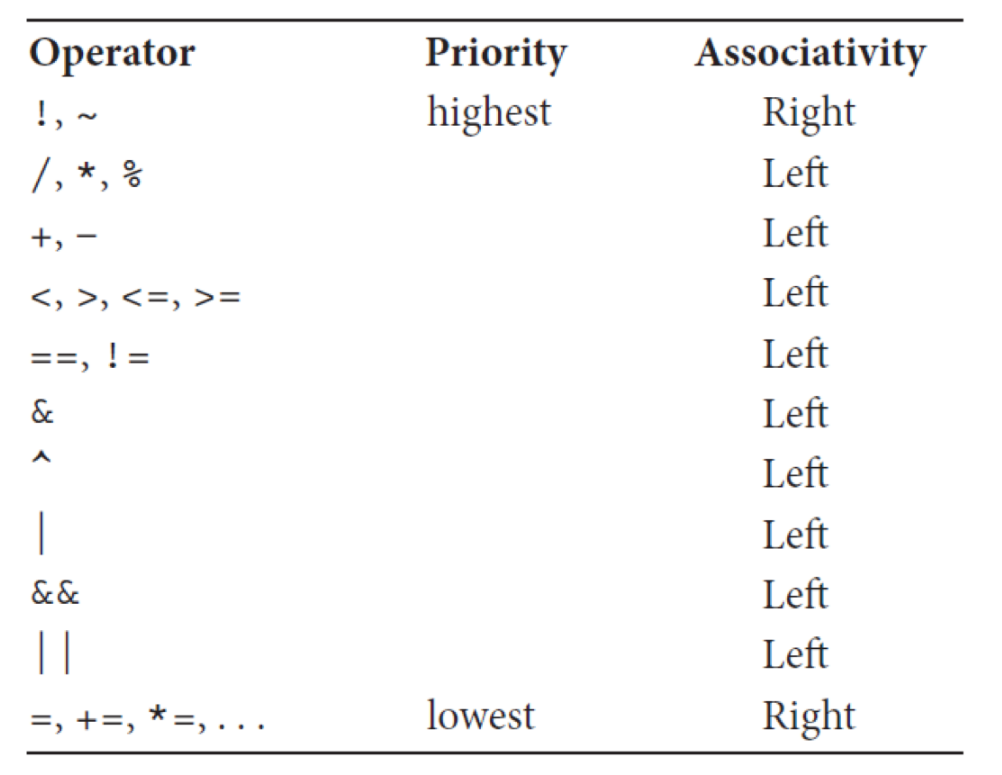 Operator Priority Associativity
!, ~ highest Right
/, *, % Left
+, − Left
<, >, <=, >= Left
==, != Left
& Left
^ Left
| Left
&& Left
|| Left
=, +=, *=, . . . lowest Right